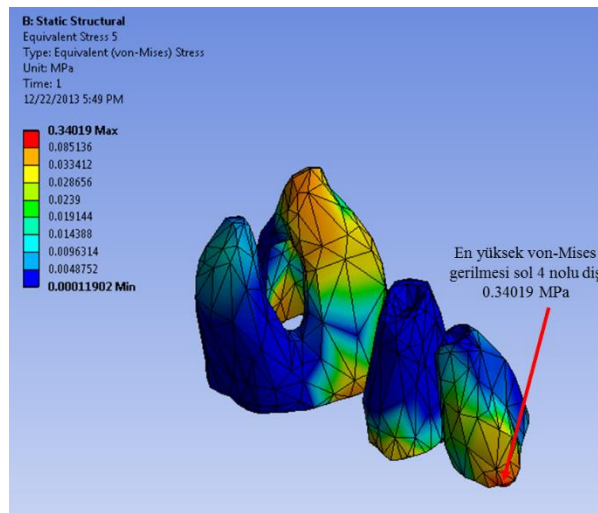 B: Static Structural
Equivalent Stress 5
Type: Equivalent (von-Mises) Stress
Unit: MPa
Time: 1
12/22/2013 5:49 PM
0.34019 Max
0.085136
0.033412
0.028656
0.0239
0.019144
0.014388
0.0096314
0.0048752
0.00011902 Min
En yüksek von-Mises
gerilmesi sol 4 nolu diş
0.34019 MPa